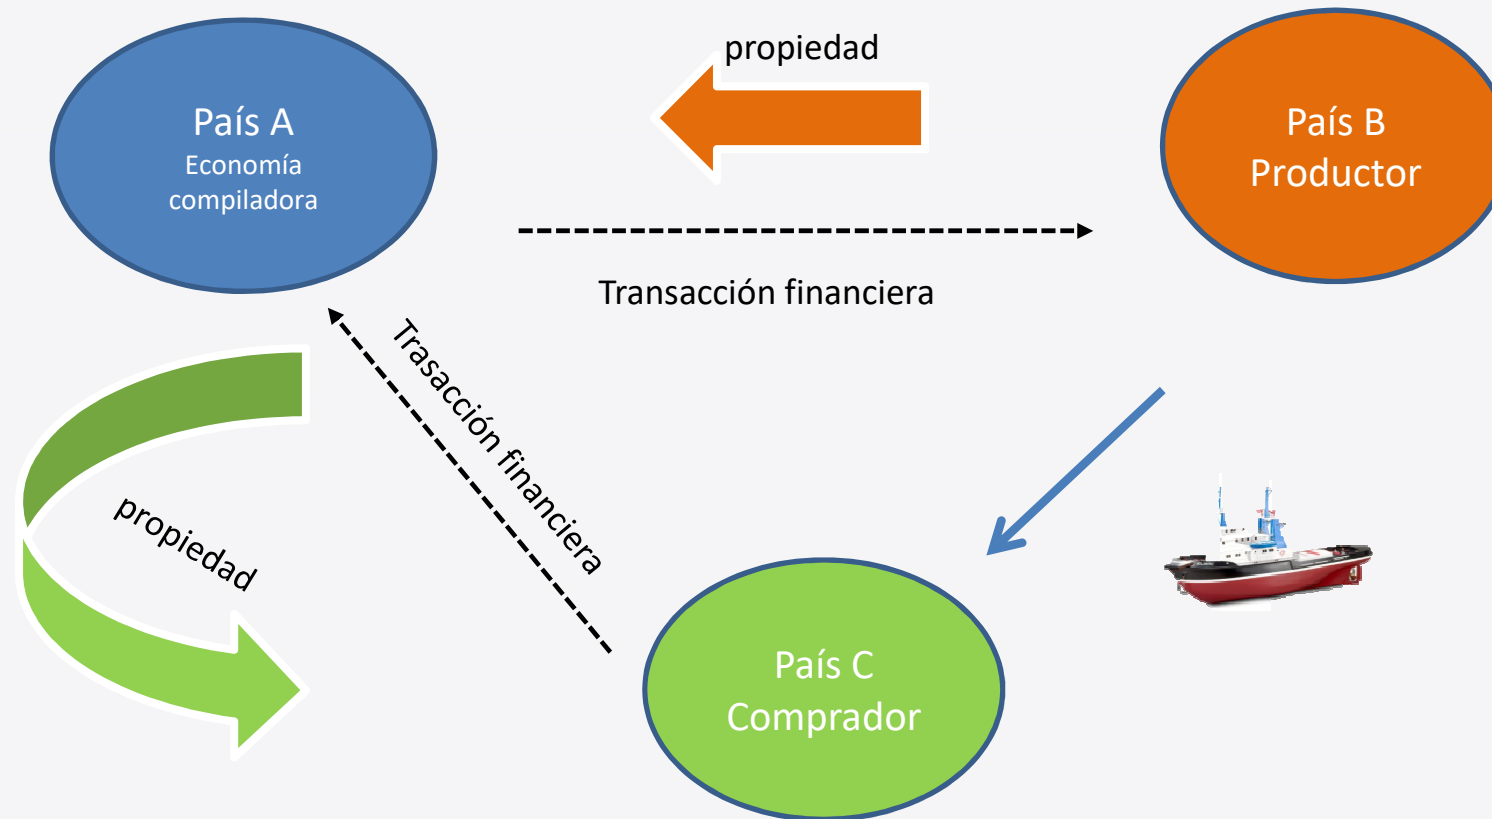 propiedad
País A
Economía
compiladora
País B
Productor
Transacción financiera
Trasacción financiera
propiedad
País C
Comprador